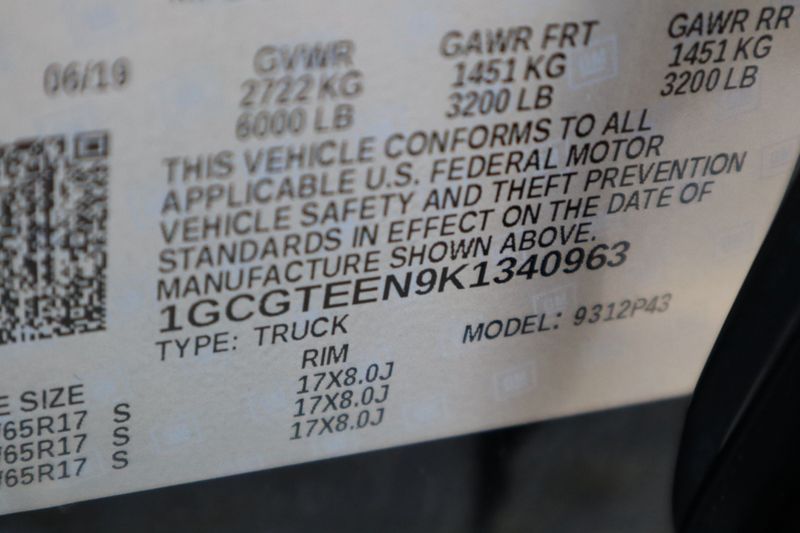 06/19
GVWR
2722 KG
6000 LB
GAWR FRT
1451 KG
3200 LB
GAWR RR
1451 KG
3200 LB
THIS VEHICLE CONFORMS TO ALL
APPLICABLE U.S. FEDERAL MOTOR
VEHICLE SAFETY AND THEFT PREVENTION
STANDARDS IN EFFECT ON THE DATE OF
MANUFACTURE SHOWN ABOVE.
1GCGTEEN9K1340963
TYPE: TRUCK
MODEL: 9312P43
E SIZE
RIM
/65R17 S
17X8.0J
/65R17 S
17X8.0J
/65R17 S
17X8.0J